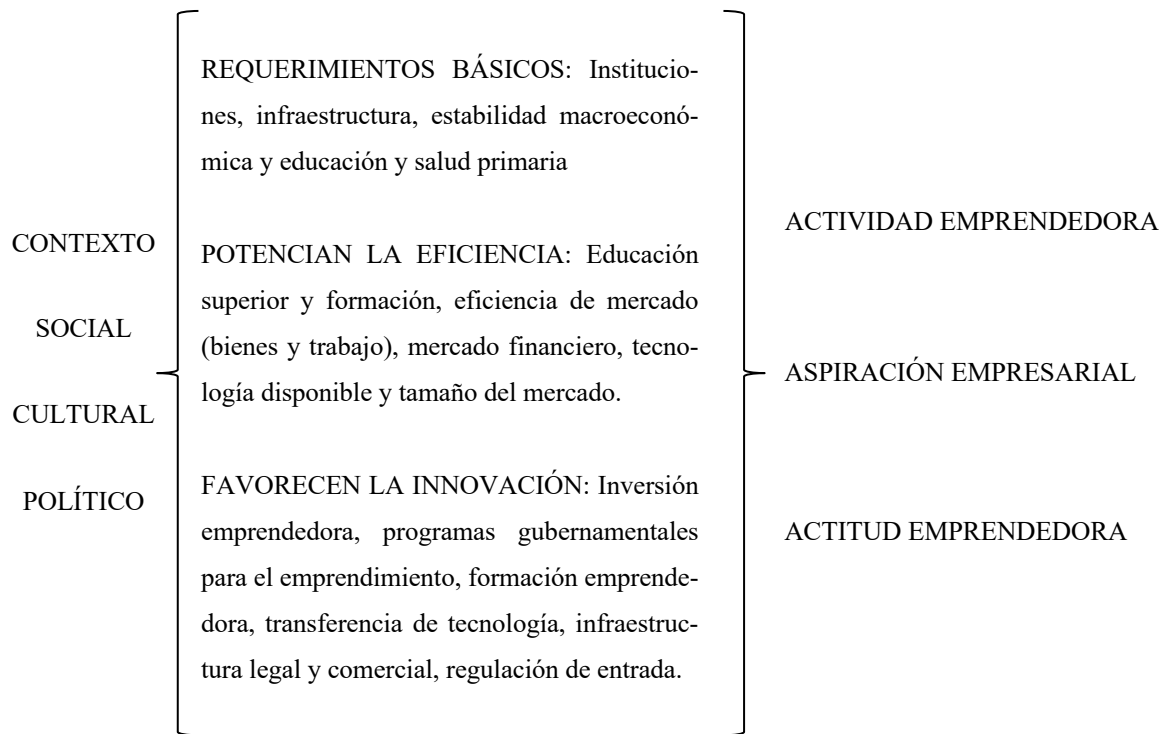 CONTEXTO
SOCIAL
CULTURAL
POLÍTICO
REQUERIMIENTOS BÁSICOS: Institucio-
nes, infraestructura, estabilidad macroeconó-
mica y educación y salud primaria
POTENCIAN LA EFICIENCIA: Educación
superior y formación, eficiencia de mercado
(bienes y trabajo), mercado financiero, tecno-
logía disponible y tamaño del mercado.
FAVORECEN LA INNOVACIÓN: Inversión
emprendedora, programas gubernamentales
para el emprendimiento, formación emprende-
dora, transferencia de tecnología, infraestruc-
tura legal y comercial, regulación de entrada.
ACTIVIDAD EMPRENDEDORA
ASPIRACIÓN EMPRESARIAL
ACTITUD EMPRENDEDORA